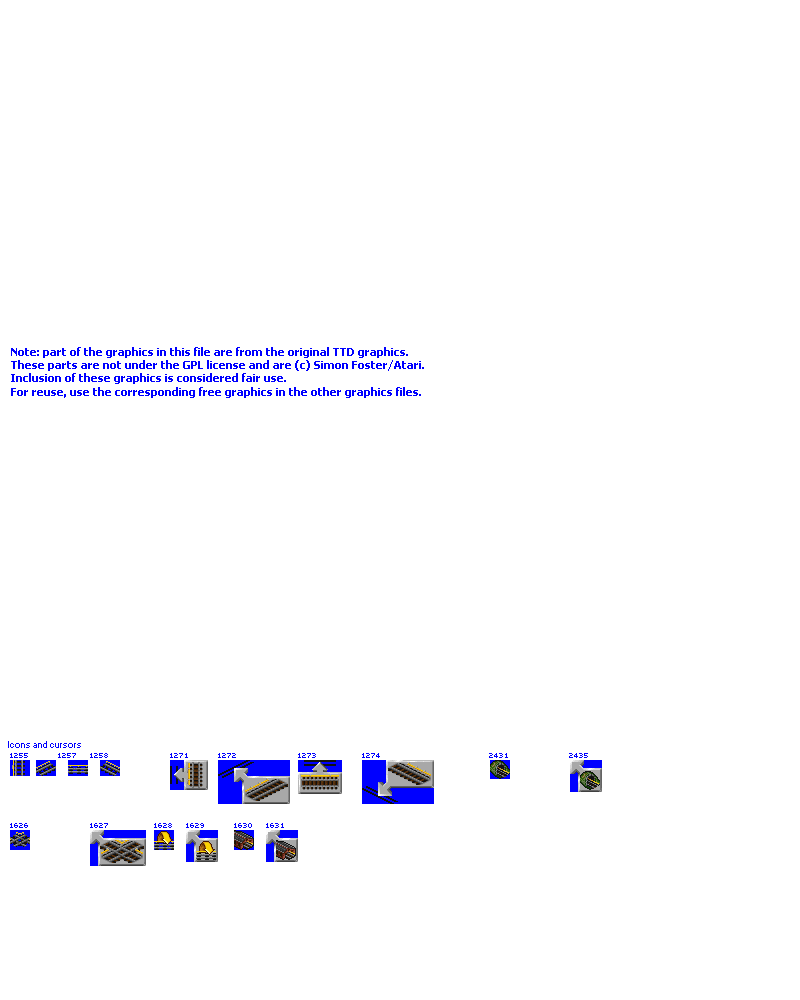 Note: part of the graphics in this file are from the original TTD graphics.
These parts are not under the GPL license and are (c) Simon Foster/Atari.
Inclusion of these graphics is considered fair use.
For reuse, use the corresponding free graphics in the other graphics files.
Icons and cursors
1255 1257 1258 1271 1272 1273 1274 2431 2435
1626 1627 1628 1629 1630 1631